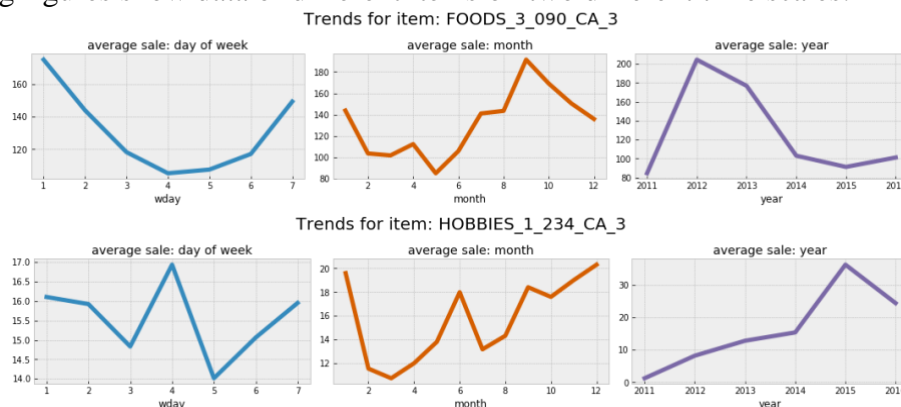 Trends for item: FOODS_3_090_CA_3
average sale: day of week average sale: month average sale: year
160 140 120
1 2 3 4 5 6 7
wday
180 160 140 120 100 80
2 4 6 8 10 12
month
200 180 160 140 120 100 80
2011 2012 2013 2014 2015
year
Trends for item: HOBBIES_1_234_CA_3
average sale: day of week average sale: month average sale: year
17.0 16.5 16.0 15.5 15.0 14.5 14.0
1 2 3 4 5 6 7
wday
20 18 16 14 12
2 4 6 8 10 12
month
30 20 10 0
2011 2012 2013 2014 2015
year